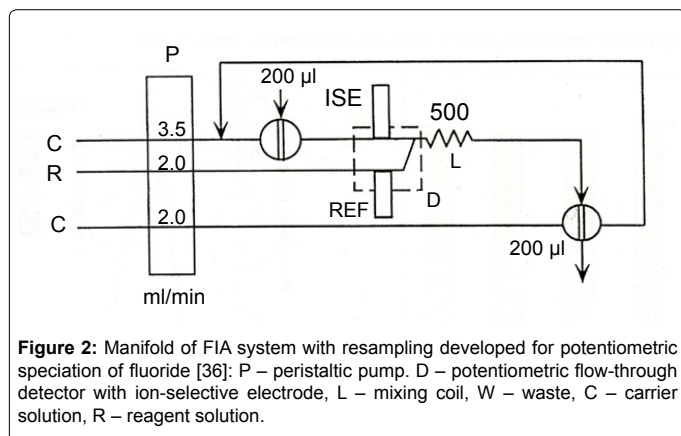 P
200 µl
ISE
500
C
3.5
L
R
2.0
REF
D
C
2.0
200 µl
ml/min
Figure 2: Manifold of FIA system with resampling developed for potentiometric
speciation of fluoride [36]: P – peristaltic pump. D – potentiometric flow-through
detector with ion-selective electrode, L – mixing coil, W – waste, C – carrier
solution, R – reagent solution.